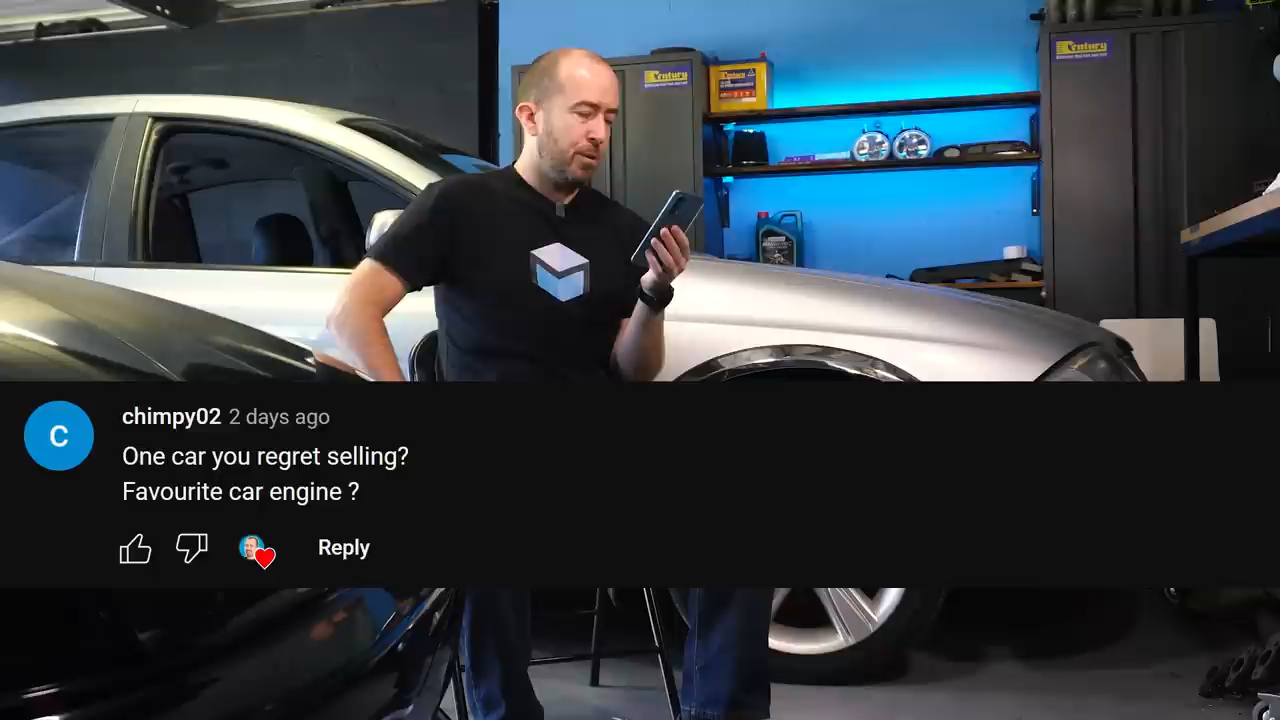 Century
Century
Century
chimpy02 2 days ago
One car you regret selling?
Favourite car engine ?
C
Reply